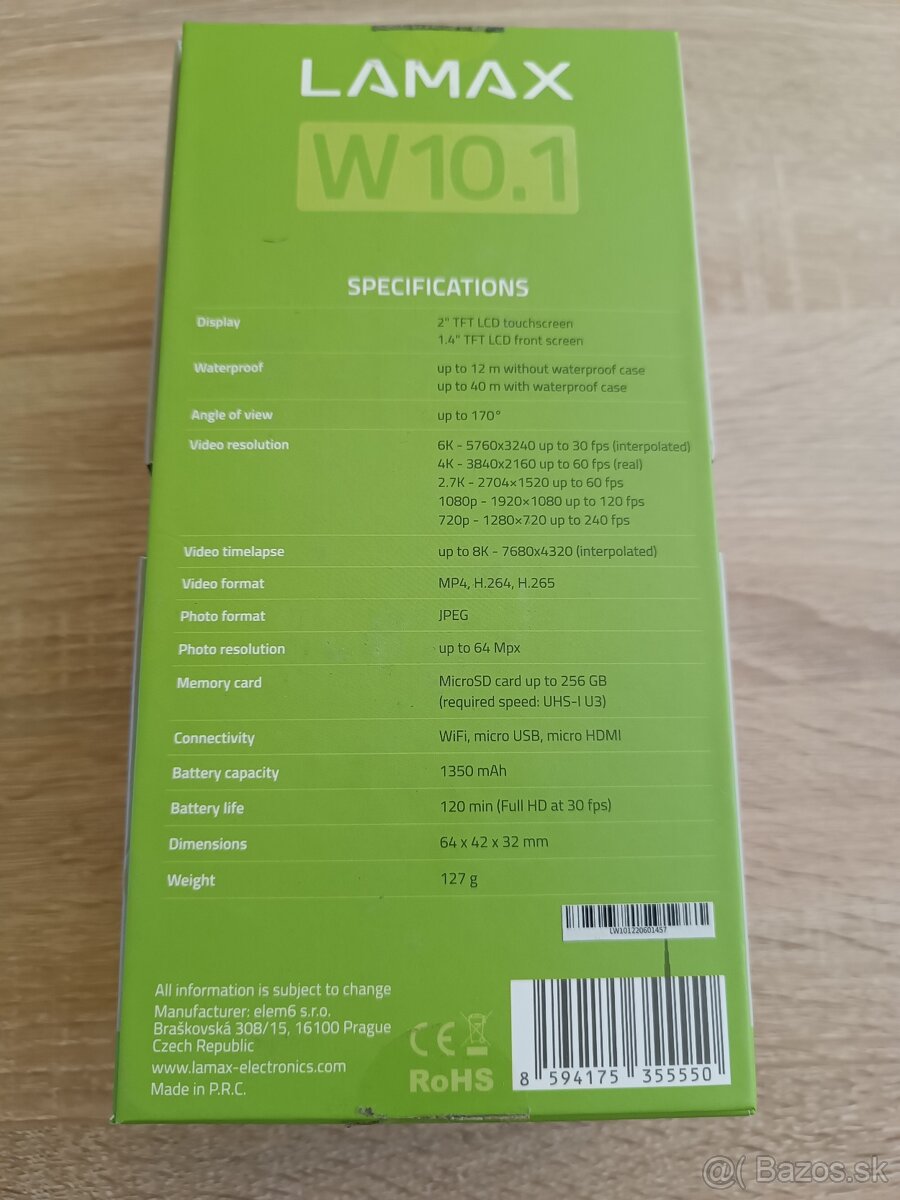 LAMAX
W10.1
SPECIFICATIONS
Display 2" TFT LCD touchscreen
1.4" TFT LCD front screen
Waterproof up to 12 m without waterproof case
up to 40 m with waterproof case
Angle of view up to 170°
Video resolution 6K - 5760x3240 up to 30 fps (interpolated)
4K - 3840x2160 up to 60 fps (real)
2.7K - 2704×1520 up to 60 fps
1080p - 1920×1080 up to 120 fps
720p - 1280×720 up to 240 fps
Video timelapse up to 8K - 7680x4320 (interpolated)
Video format MP4, H.264, H.265
Photo format JPEG
Photo resolution up to 64 Mpx
Memory card MicroSD card up to 256 GB
(required speed: UHS-I U3)
Connectivity WiFi, micro USB, micro HDMI
Battery capacity 1350 mAh
Battery life 120 min (Full HD at 30 fps)
Dimensions 64 x 42 x 32 mm
Weight 127 g
LW101220601457
All information is subject to change
Manufacturer: elem6 s.r.o.
Braškovská 308/15, 16100 Prague
Czech Republic
www.lamax-electronics.com
Made in P.R.C.
CE
RoHS
8 594175 355550
@( Bazos.sk